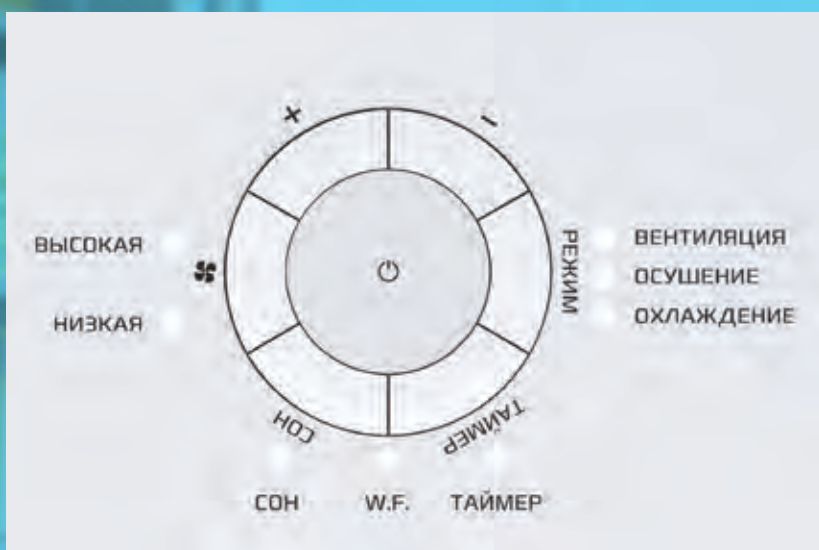 + −
ВЫСОКАЯ
НИЗКАЯ
РЕЖИМ
ВЕНТИЛЯЦИЯ
ОСУШЕНИЕ
ОХЛАЖДЕНИЕ
СОН
ТАЙМЕР
СОН W.F. ТАЙМЕР